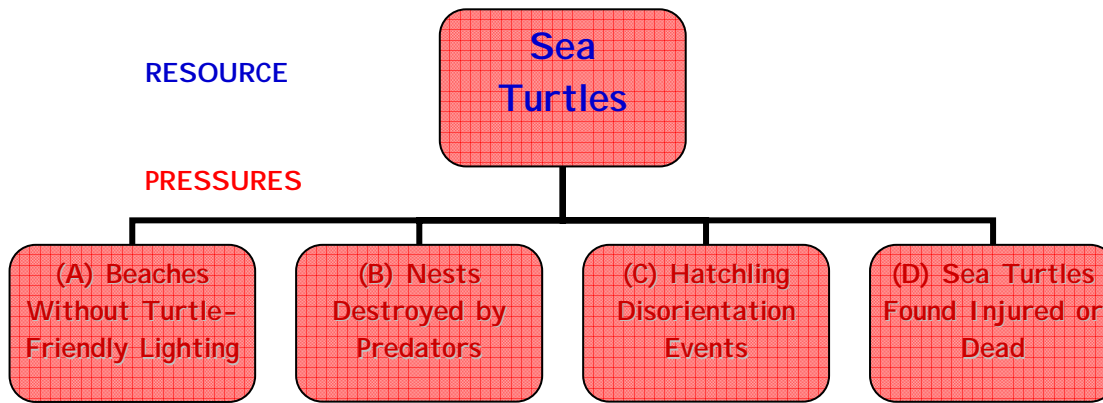 Sea
Turtles
RESOURCE
PRESSURES
(A) Beaches
Without Turtle-
Friendly Lighting
(B) Nests
Destroyed by
Predators
(C) Hatchling
Disorientation
Events
(D) Sea Turtles
Found Injured or
Dead